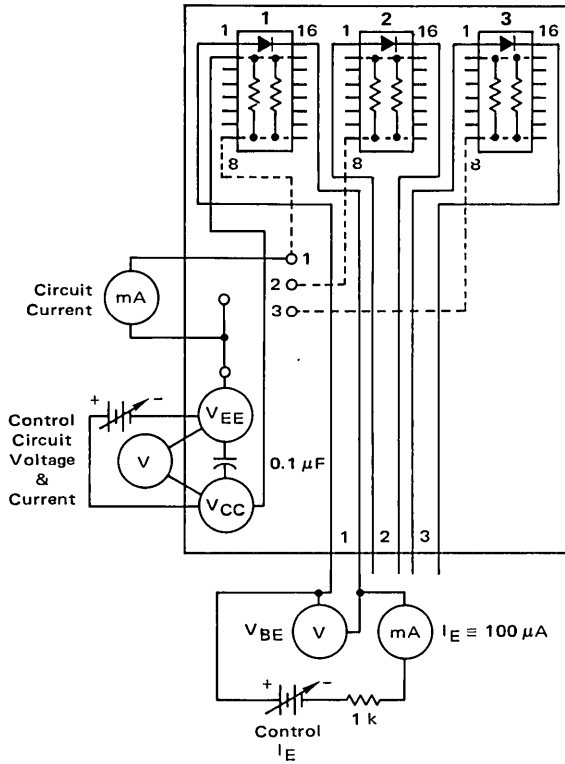 1 2 3
1 16 1 16 1 16
8 8 8
1
2
3
Circuit
Current
mA
+ -
VEE
Control
Circuit
Voltage
&
Current
V
0.1 μF
VCC
1 2 3
VBE V mA IE ≡ 100 μA
+ -
1 k
Control
IE